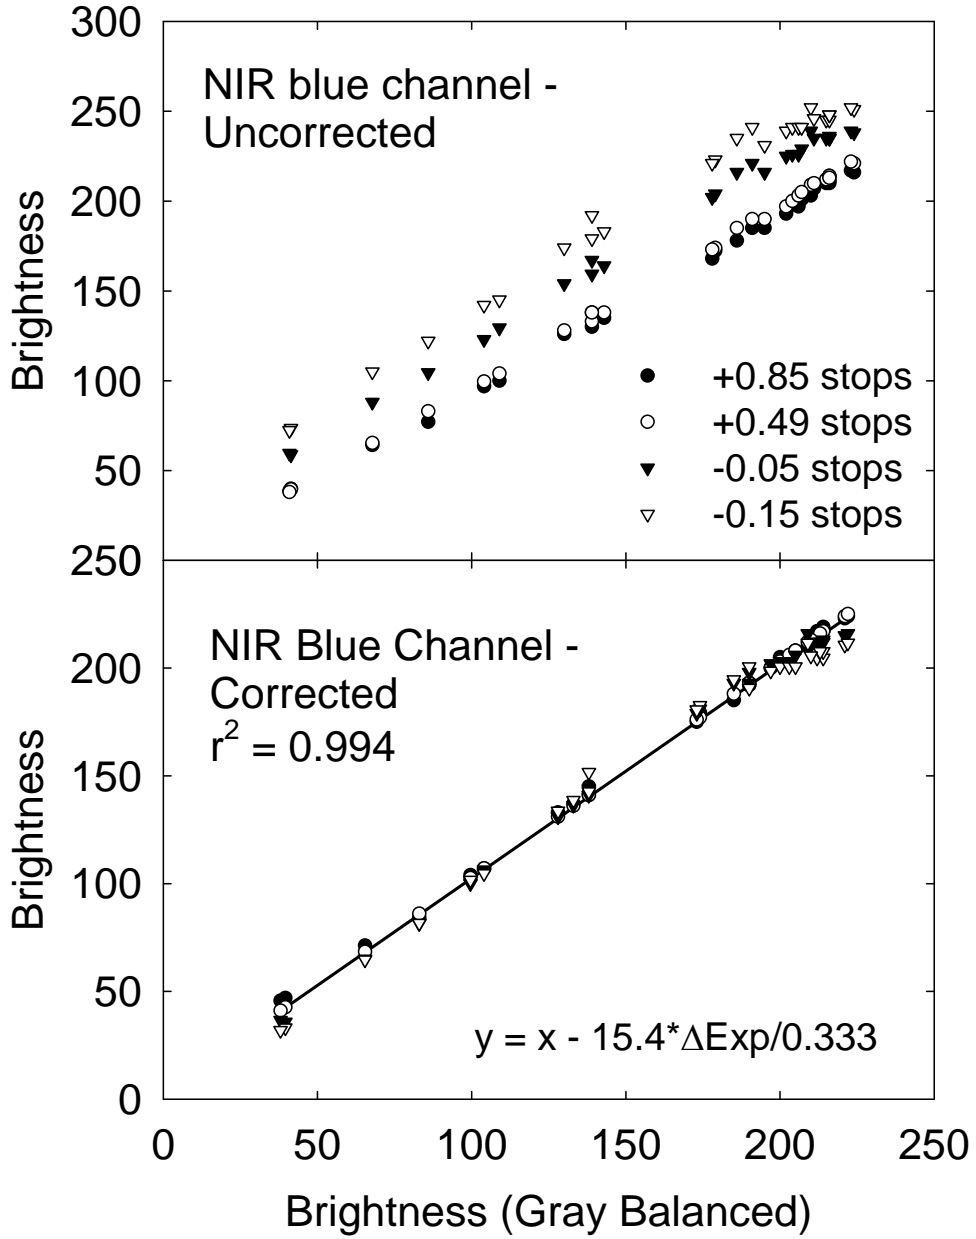 300
250
200
150
100
50
Brightness
NIR blue channel -
Uncorrected
+0.85 stops
+0.49 stops
-0.05 stops
-0.15 stops
250
200
150
100
50
0
Brightness
NIR Blue Channel -
Corrected
r² = 0.994
y = x - 15.4*ΔExp/0.333
0 50 100 150 200 250
Brightness (Gray Balanced)